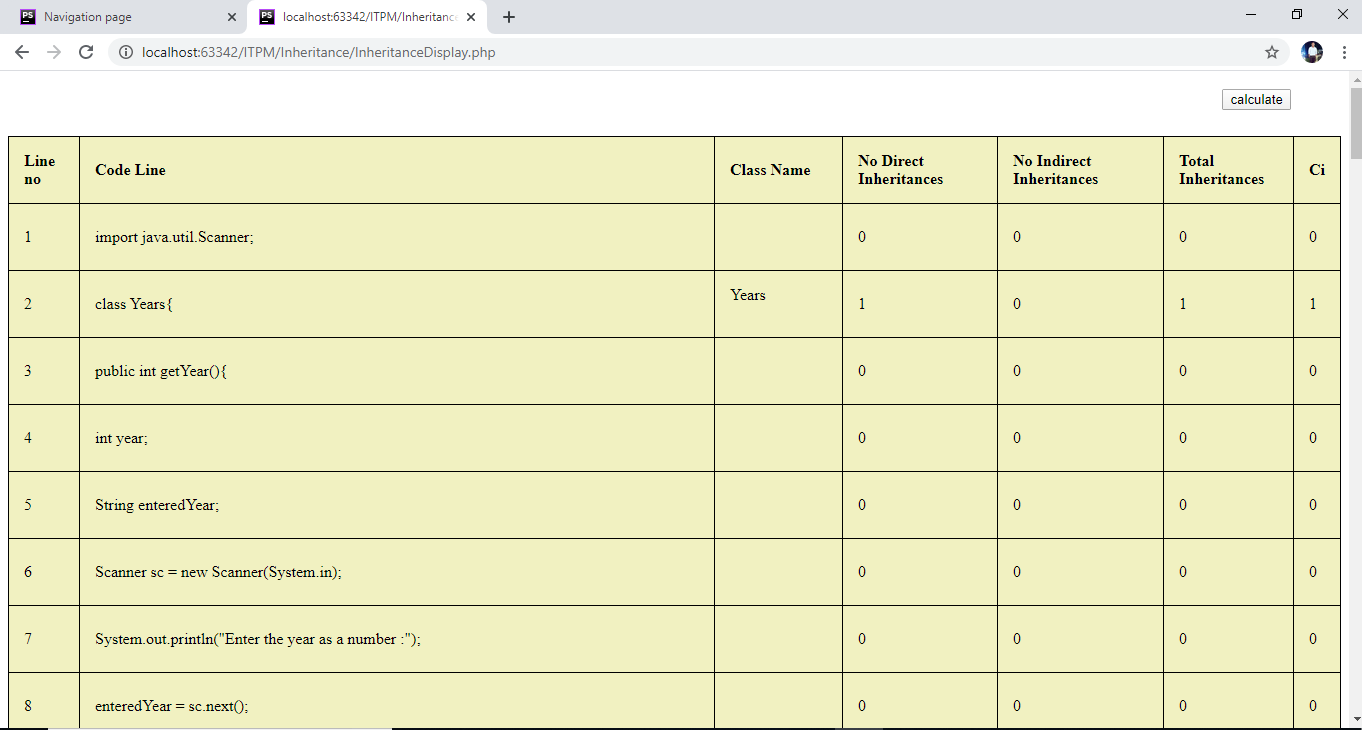 Navigation page
localhost:63342/ITPM/Inheritance
localhost:63342/ITPM/Inheritance/InheritanceDisplay.php
calculate
Line no Code Line Class Name No Direct Inheritances No Indirect Inheritances Total Inheritances Ci
1 import java.util.Scanner; 0 0 0 0
2 class Years{ Years 1 0 1 1
3 public int getYear(){ 0 0 0 0
4 int year; 0 0 0 0
5 String enteredYear; 0 0 0 0
6 Scanner sc = new Scanner(System.in); 0 0 0 0
7 System.out.println("Enter the year as a number :"); 0 0 0 0
8 enteredYear = sc.next(); 0 0 0 0